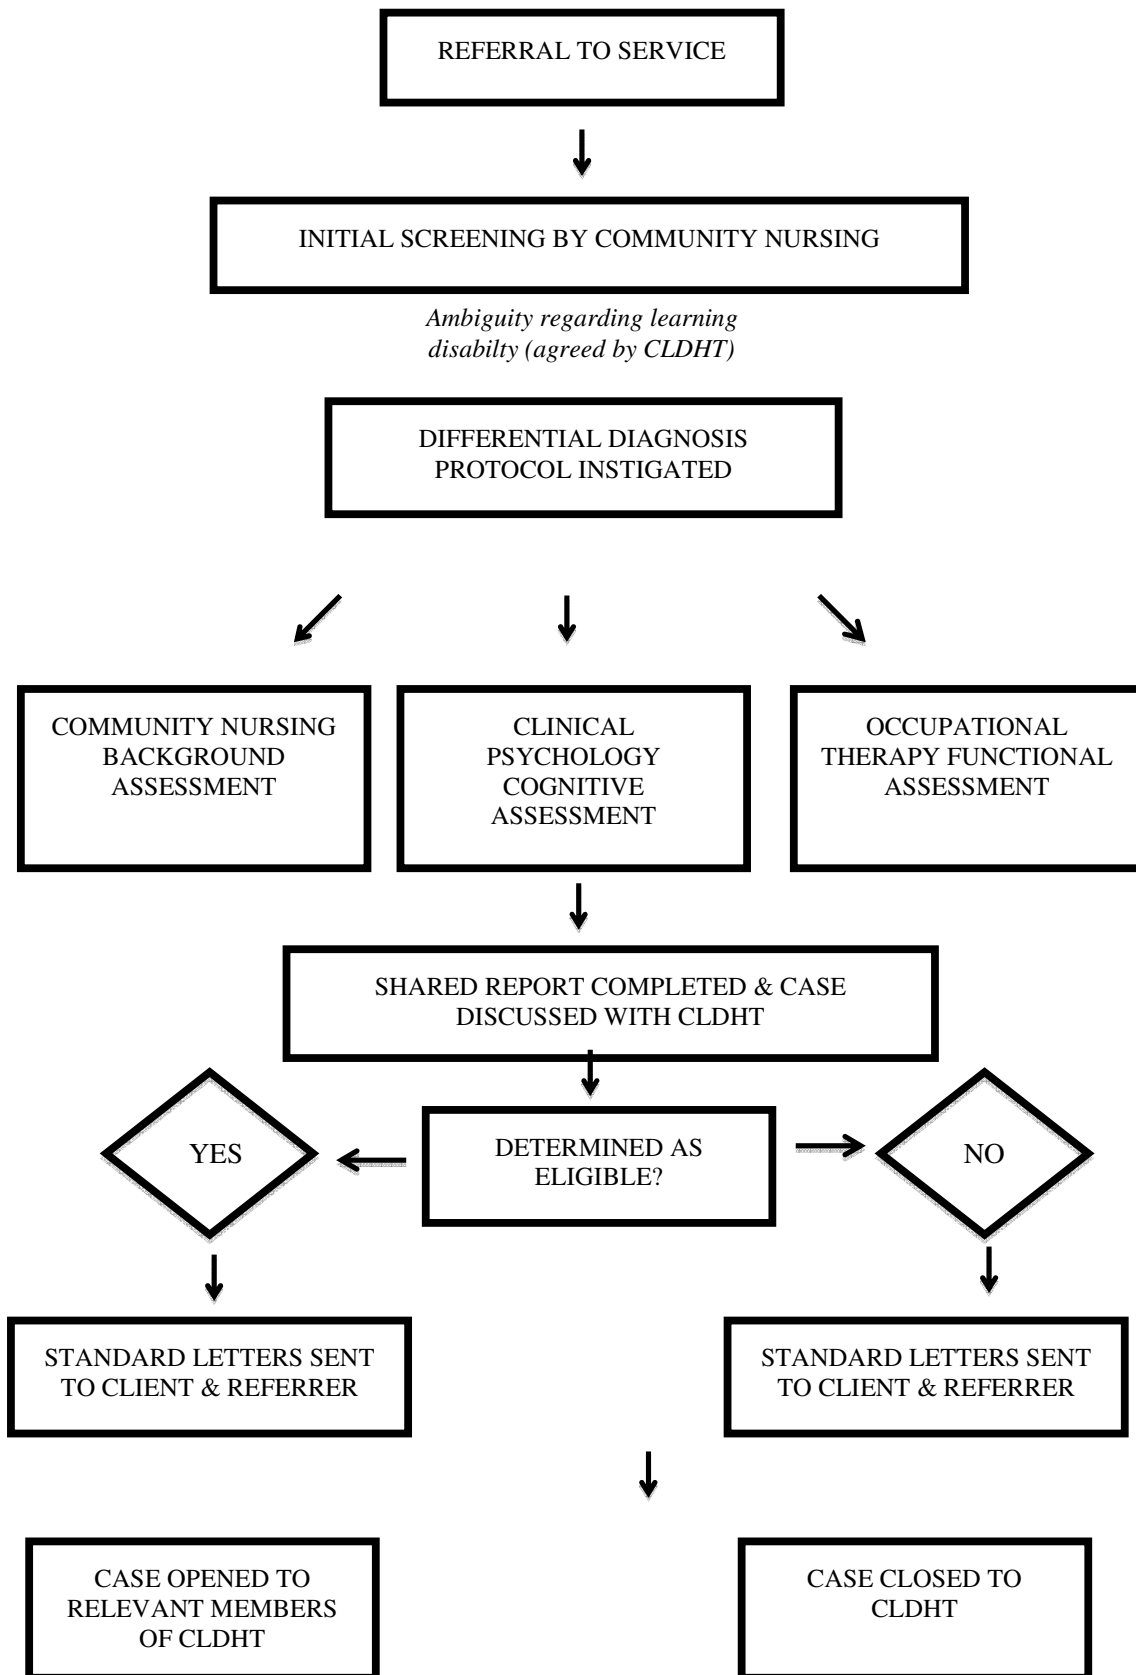 REFERRAL TO SERVICE
INITIAL SCREENING BY COMMUNITY NURSING
Ambiguity regarding learning
disabilty (agreed by CLDHT)
DIFFERENTIAL DIAGNOSIS
PROTOCOL INSTIGATED
COMMUNITY NURSING
BACKGROUND
ASSESSMENT
CLINICAL
PSYCHOLOGY
COGNITIVE
ASSESSMENT
OCCUPATIONAL
THERAPY FUNCTIONAL
ASSESSMENT
SHARED REPORT COMPLETED & CASE
DISCUSSED WITH CLDHT
YES
DETERMINED AS
ELIGIBLE?
NO
STANDARD LETTERS SENT
TO CLIENT & REFERRER
STANDARD LETTERS SENT
TO CLIENT & REFERRER
CASE OPENED TO
RELEVANT MEMBERS
OF CLDHT
CASE CLOSED TO
CLDHT